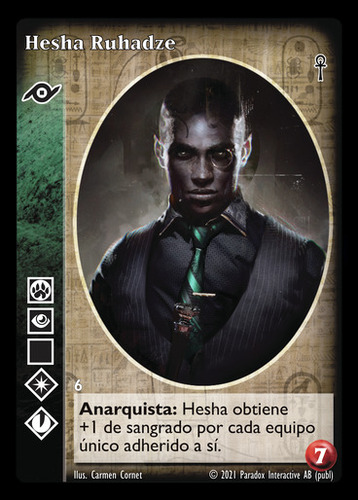 Hesha Ruhadze
6
Anarquista: Hesha obtiene
+1 de sangrado por cada equipo
único adherido a sí.
7
Ilus. Carmen Cornet
© 2021 Paradox Interactive AB (publ)